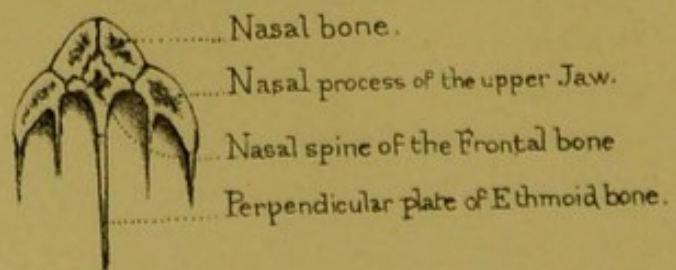 Nasal bone.
Nasal process of the upper Jaw.
Nasal spine of the Frontal bone
Perpendicular plate of Ethmoid bone.